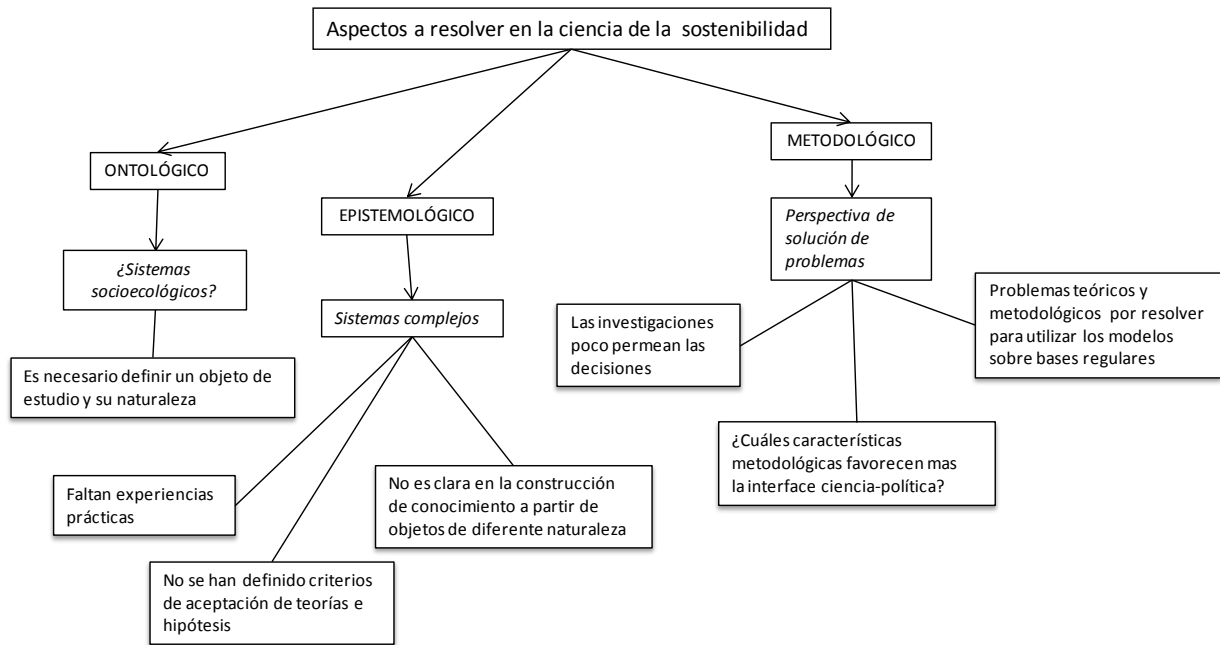 Aspectos a resolver en la ciencia de la sostenibilidad
ONTOLÓGICO
¿Sistemas
socioecológicos?
Es necesario definir un objeto de
estudio y su naturaleza
EPISTEMOLÓGICO
Sistemas complejos
Faltan experiencias
prácticas
No se han definido criterios
de aceptación de teorías e
hipótesis
No es clara en la construcción
de conocimiento a partir de
objetos de diferente naturaleza
METODOLÓGICO
Perspectiva de
solución de
problemas
Las investigaciones
poco permean las
decisiones
¿Cuáles características
metodológicas favorecen mas
la interface ciencia-política?
Problemas teóricos y
metodológicos por resolver
para utilizar los modelos
sobre bases regulares